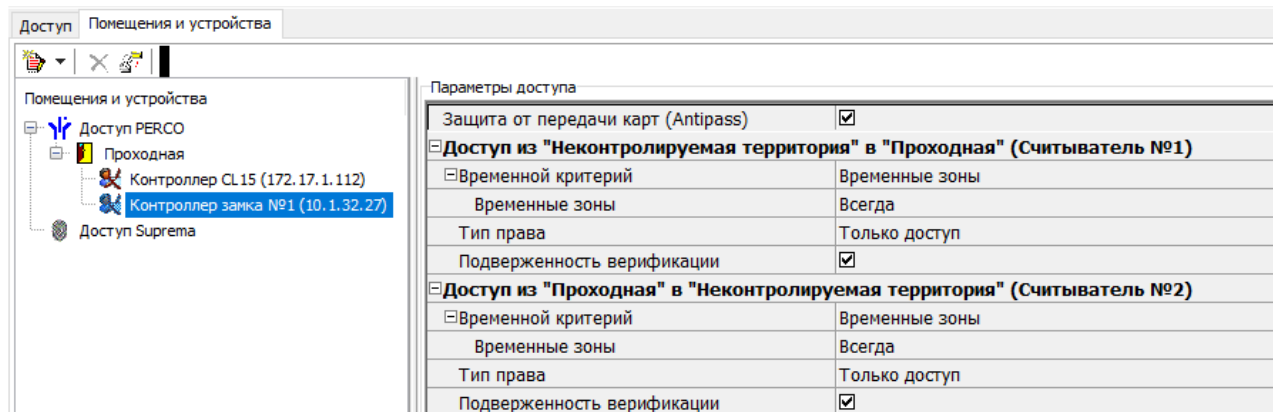 Доступ Помещения и устройства
Помещения и устройства
Доступ PERCO
Проходная
Контроллер CL15 (172.17.1.112)
Контроллер замка №1 (10.1.32.27)
Доступ Suprema
Параметры доступа
Защита от передачи карт (Antipass)
Доступ из "Неконтролируемая территория" в "Проходная" (Считыватель №1)
Временной критерий Временные зоны
Временные зоны Всегда
Тип права Только доступ
Подверженность верификации
Доступ из "Проходная" в "Неконтролируемая территория" (Считыватель №2)
Временной критерий Временные зоны
Временные зоны Всегда
Тип права Только доступ
Подверженность верификации